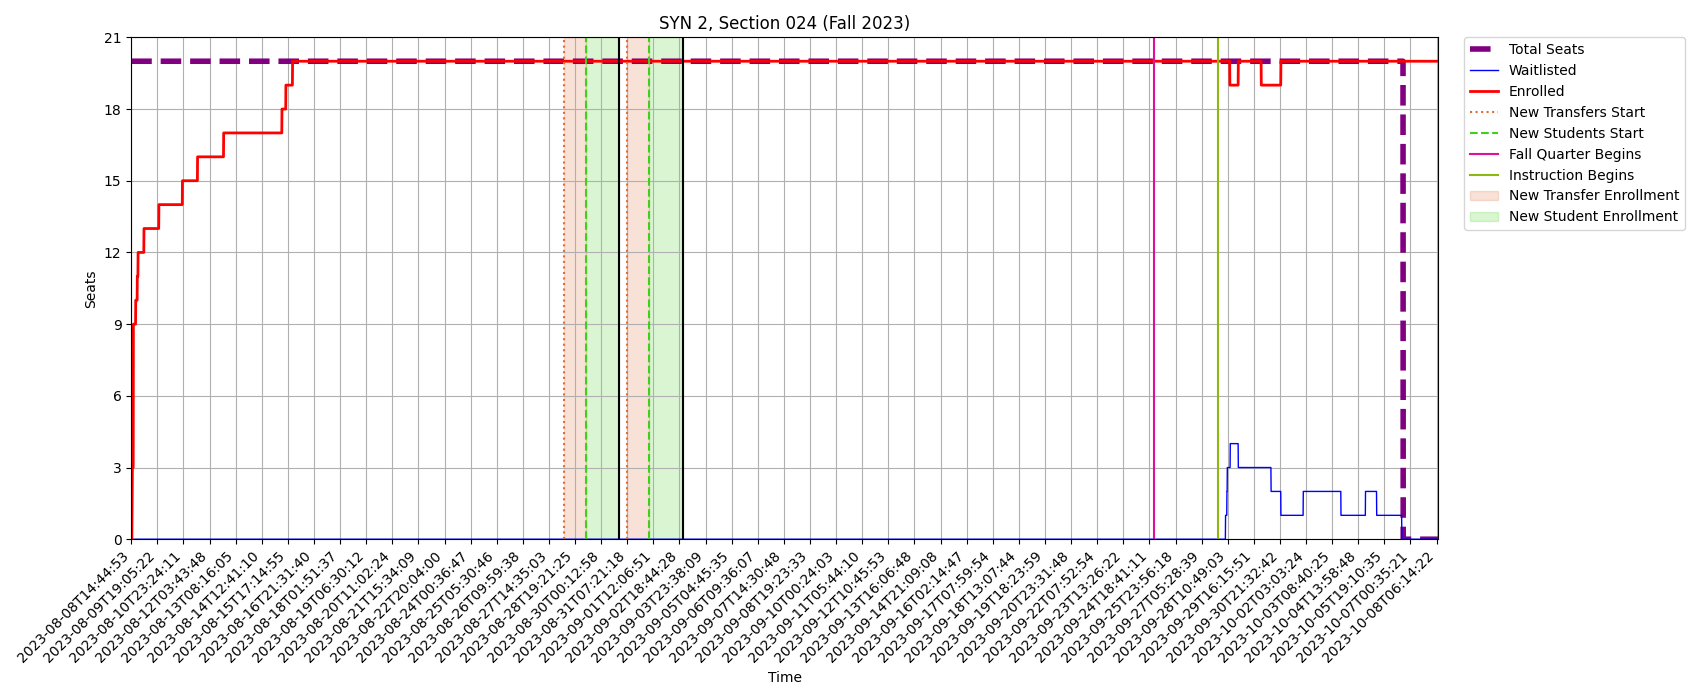 SYN 2, Section 024 (Fall 2023)
21
18
15
12
9
6
3
0
Seats
Total Seats
Waitlisted
Enrolled
New Transfers Start
New Students Start
Fall Quarter Begins
Instruction Begins
New Transfer Enrollment
New Student Enrollment
2023-08-08T14:44:53
2023-08-09T19:05:22
2023-08-10T23:24:11
2023-08-12T03:43:48
2023-08-13T08:16:05
2023-08-14T12:41:10
2023-08-15T17:14:55
2023-08-16T21:31:40
2023-08-18T01:51:37
2023-08-19T06:30:12
2023-08-20T11:02:24
2023-08-21T15:34:09
2023-08-22T20:04:00
2023-08-24T00:36:47
2023-08-25T05:30:46
2023-08-26T09:59:38
2023-08-27T14:35:03
2023-08-28T19:21:25
2023-08-30T00:12:58
2023-08-31T07:21:18
2023-09-01T12:06:51
2023-09-02T18:44:28
2023-09-03T23:38:09
2023-09-05T04:45:35
2023-09-06T09:36:07
2023-09-07T14:30:48
2023-09-08T19:23:33
2023-09-10T00:24:03
2023-09-11T05:44:10
2023-09-12T10:45:53
2023-09-13T16:06:48
2023-09-14T21:09:08
2023-09-16T02:14:47
2023-09-17T07:59:54
2023-09-18T13:07:44
2023-09-19T18:23:59
2023-09-20T23:31:48
2023-09-22T07:52:54
2023-09-23T13:26:22
2023-09-24T18:41:11
2023-09-25T23:56:18
2023-09-27T05:28:39
2023-09-28T10:49:03
2023-09-29T16:15:51
2023-09-30T21:32:42
2023-10-02T03:03:24
2023-10-03T08:40:25
2023-10-04T13:58:48
2023-10-05T19:10:35
2023-10-07T00:35:21
2023-10-08T06:14:22
Time